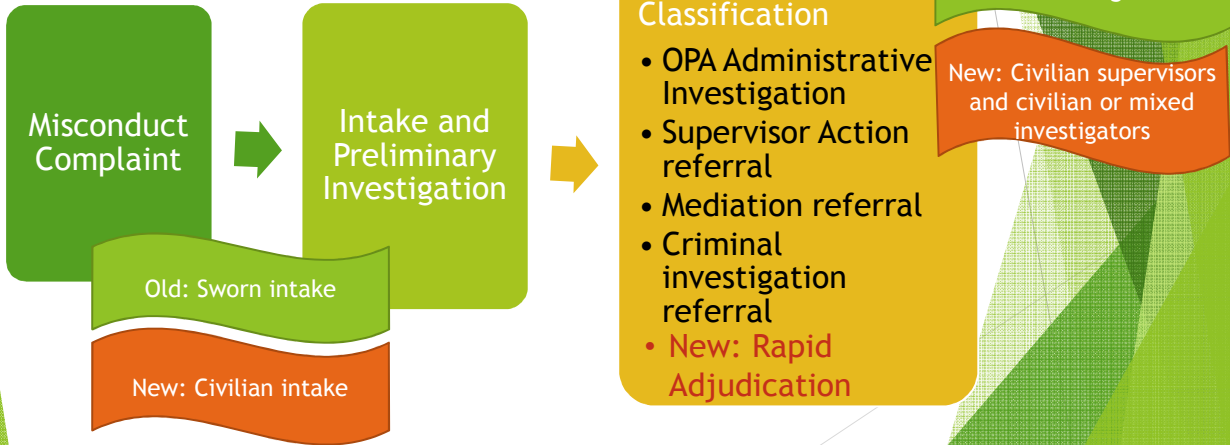 Misconduct
Complaint
Intake and
Preliminary
Investigation
Old: Sworn intake
New: Civilian intake
Classification
• OPA Administrative
Investigation
• Supervisor Action
referral
• Mediation referral
• Criminal
investigation
referral
• New: Rapid
Adjudication
New: Civilian supervisors
and civilian or mixed
investigators